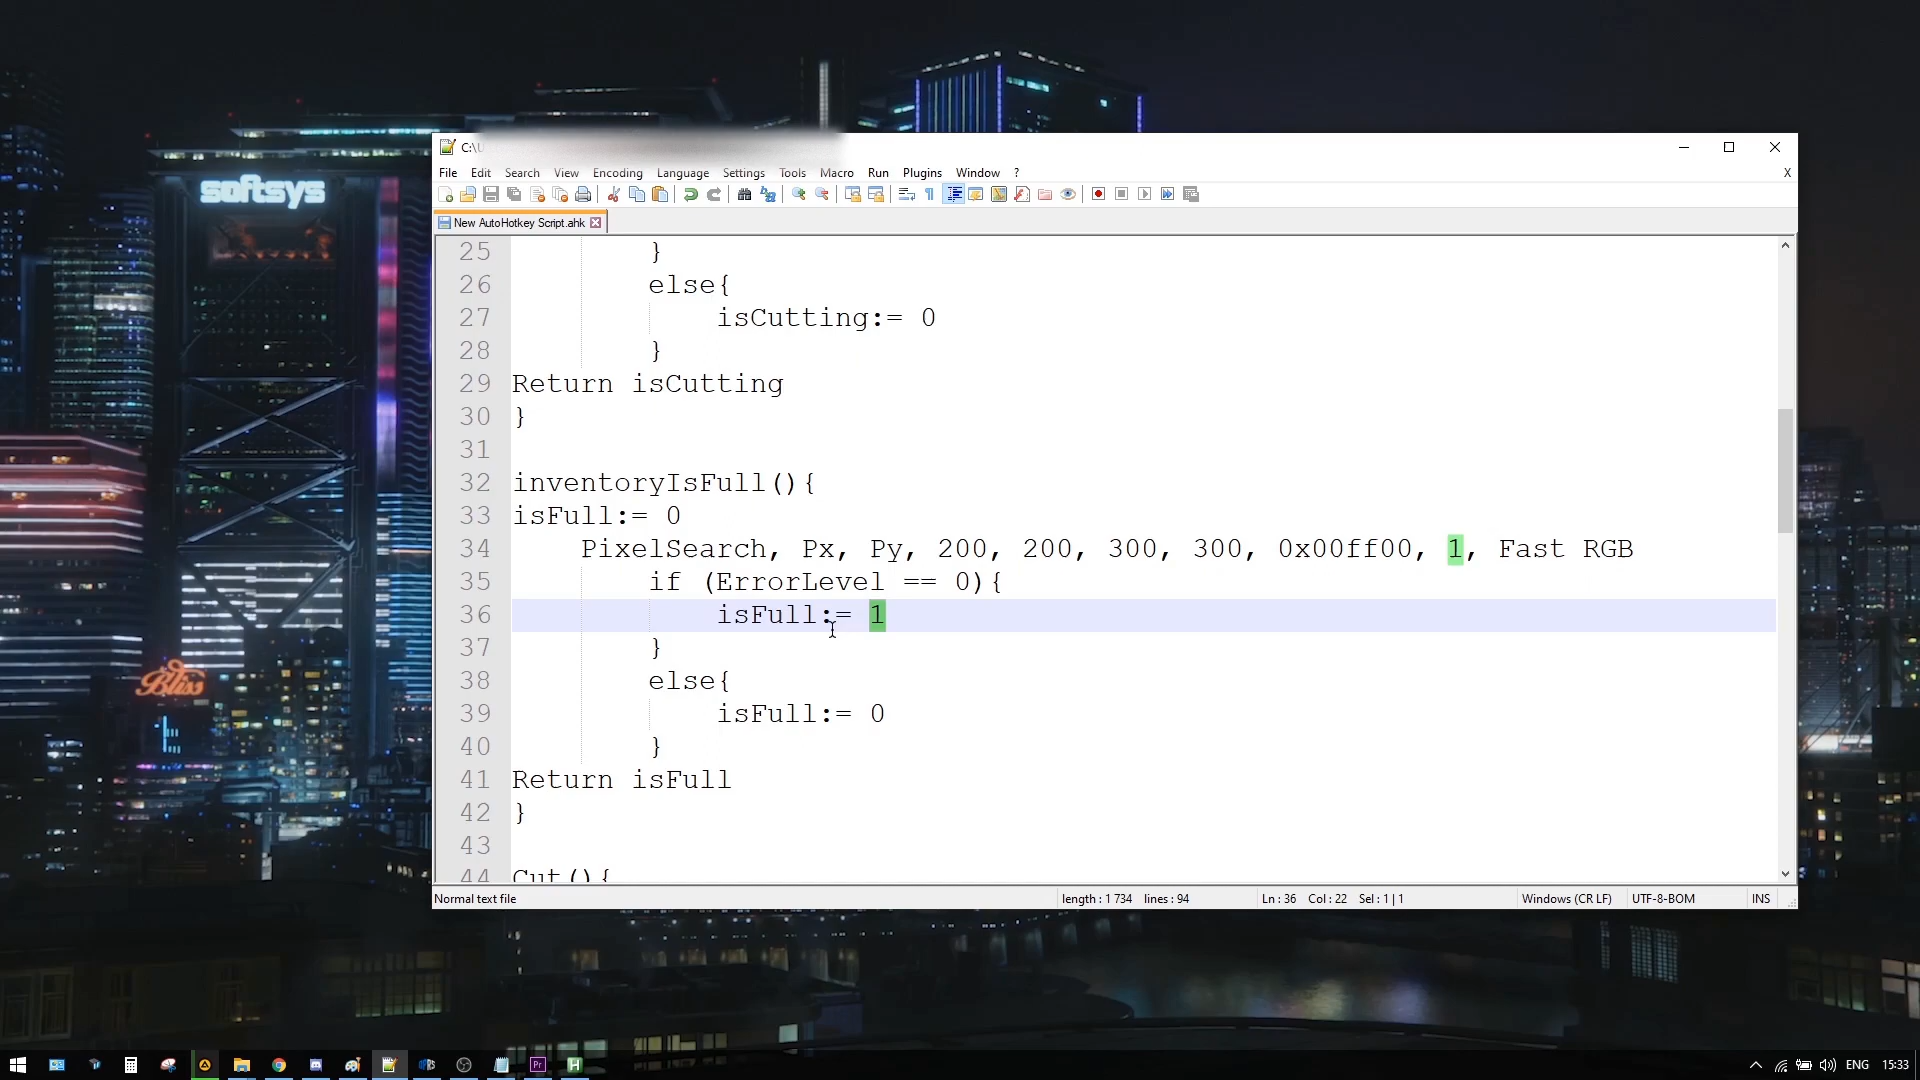 softsys
Bliss
C:\U
File Edit Search View Encoding Language Settings Tools Macro Run Plugins Window ? X
New AutoHotkey Script.ahk
25 }
26 else{
27 isCutting:= 0
28 }
29 Return isCutting
30 }
31
32 inventoryIsFull(){
33 isFull:= 0
34 PixelSearch, Px, Py, 200, 200, 300, 300, 0x00ff00, 1, Fast RGB
35 if (ErrorLevel == 0){
36 isFull:= 1
37 }
38 else{
39 isFull:= 0
40 }
41 Return isFull
42 }
43
44 Cut(){
Normal text file length : 1 734 lines : 94 Ln : 36 Col : 22 Sel : 1 | 1 Windows (CR LF) UTF-8-BOM INS
Pr H ENG 15:33